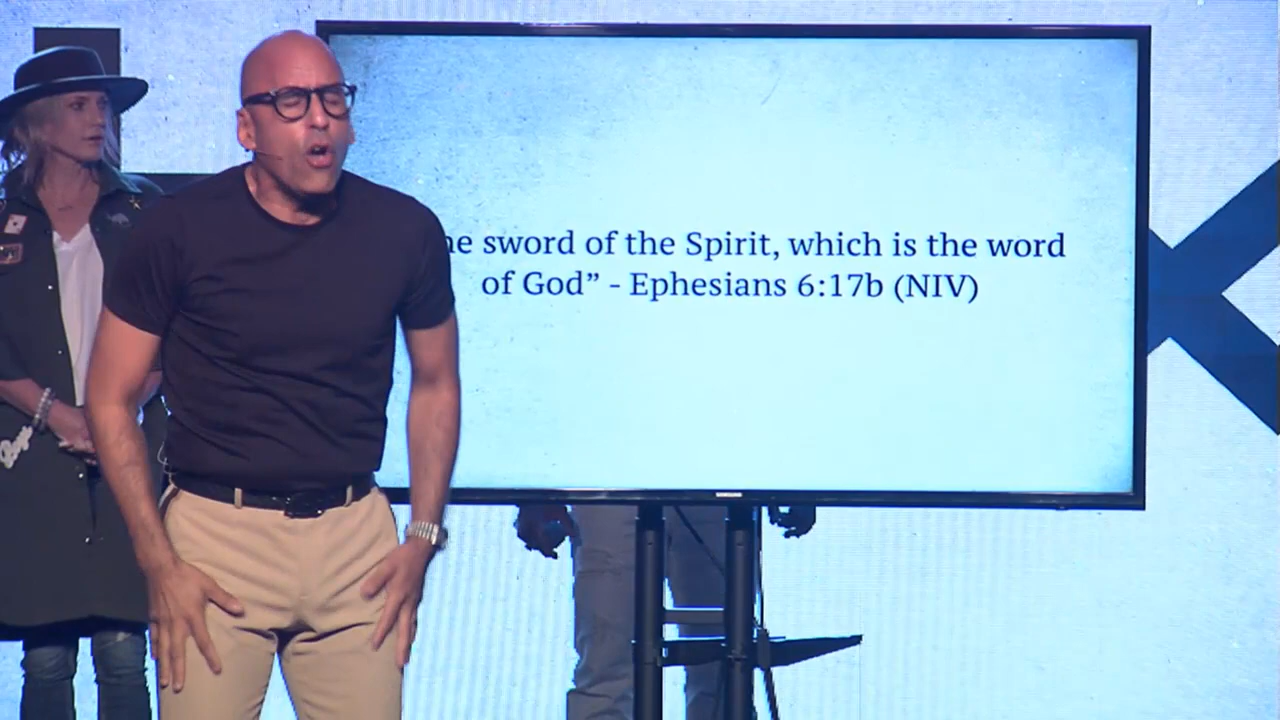 he sword of the Spirit, which is the word
of God” - Ephesians 6:17b (NIV)